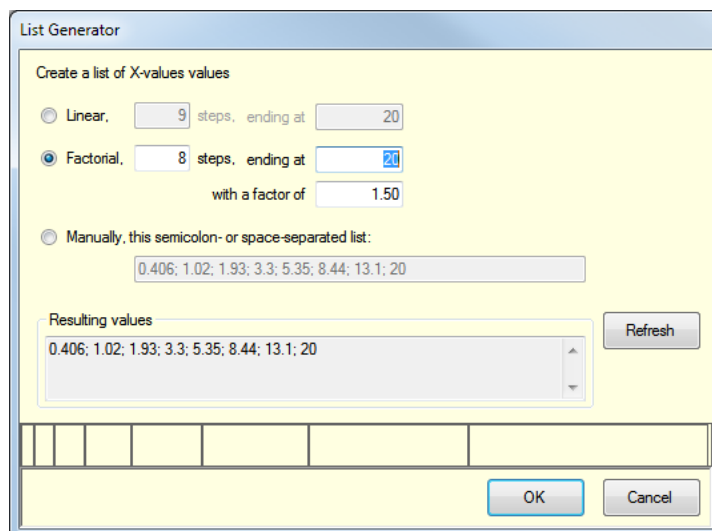 List Generator
Create a list of X-values values
Linear, 9 steps, ending at 20
Factorial, 8 steps, ending at 20
with a factor of 1.50
Manually, this semicolon- or space-separated list:
0.406; 1.02; 1.93; 3.3; 5.35; 8.44; 13.1; 20
Resulting values
0.406; 1.02; 1.93; 3.3; 5.35; 8.44; 13.1; 20
Refresh
OK Cancel